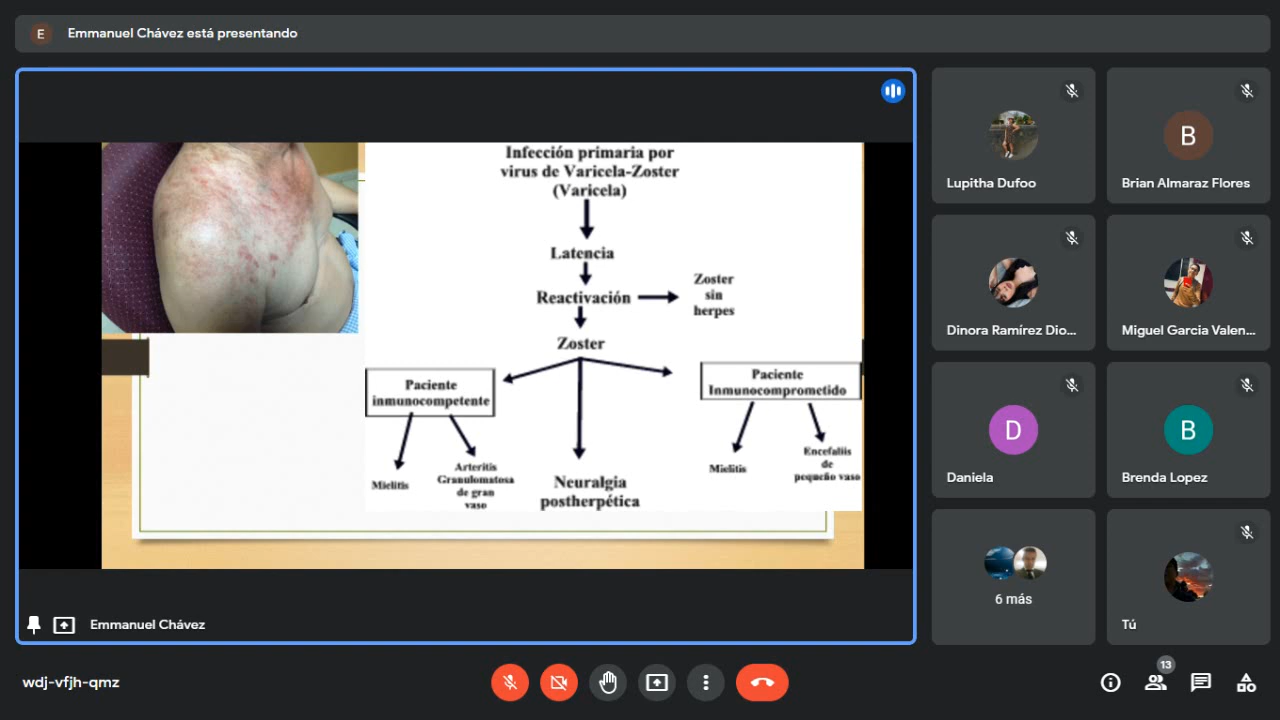 E
Emmanuel Chávez está presentando
Infección primaria por
virus de Varicela-Zoster
(Varicela)
Latencia
Reactivación
Zoster
sin
herpes
Zoster
Paciente
inmunocompetente
Paciente
Inmunocomprometido
Mielitis
Arteritis
Granulomatosa
de gran
vaso
Neuralgia
postherpética
Mielitis
Encefaliis
de
pequeño vaso
Emmanuel Chávez
Lupitha Dufoo
B
Brian Almaraz Flores
Dinora Ramírez Dio...
Miguel Garcia Valen...
D
Daniela
B
Brenda Lopez
6 más
Tú
wdj-vfjh-qmz
13